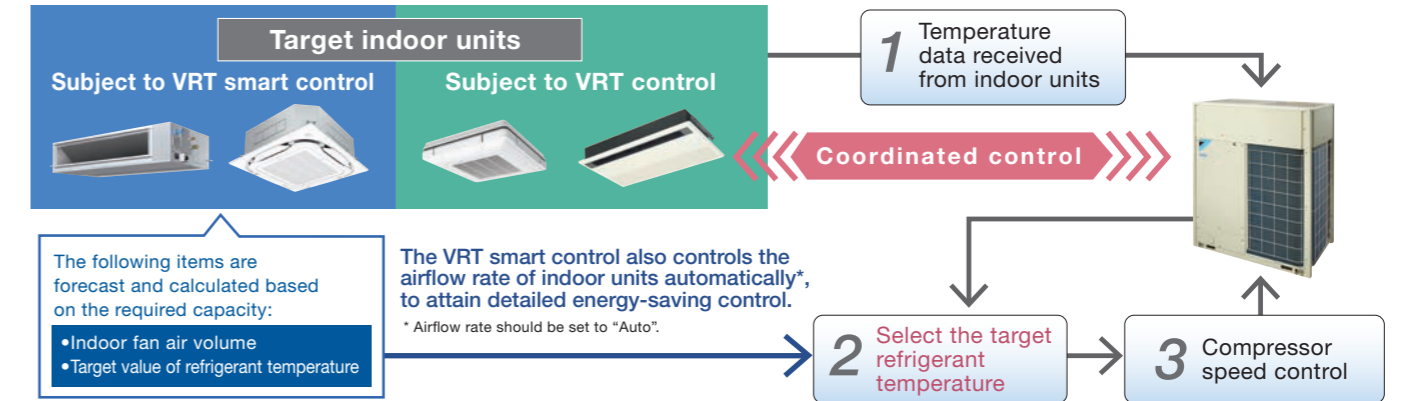 Target indoor units
Subject to VRT smart control
Subject to VRT control
1
Temperature
data received
from indoor units
Coordinated control
The following items are
forecast and calculated based
on the required capacity:
•Indoor fan air volume
•Target value of refrigerant temperature
The VRT smart control also controls the
airflow rate of indoor units automatically*,
to attain detailed energy-saving control.
* Airflow rate should be set to “Auto”.
2
Select the target
refrigerant
temperature
3
Compressor
speed control